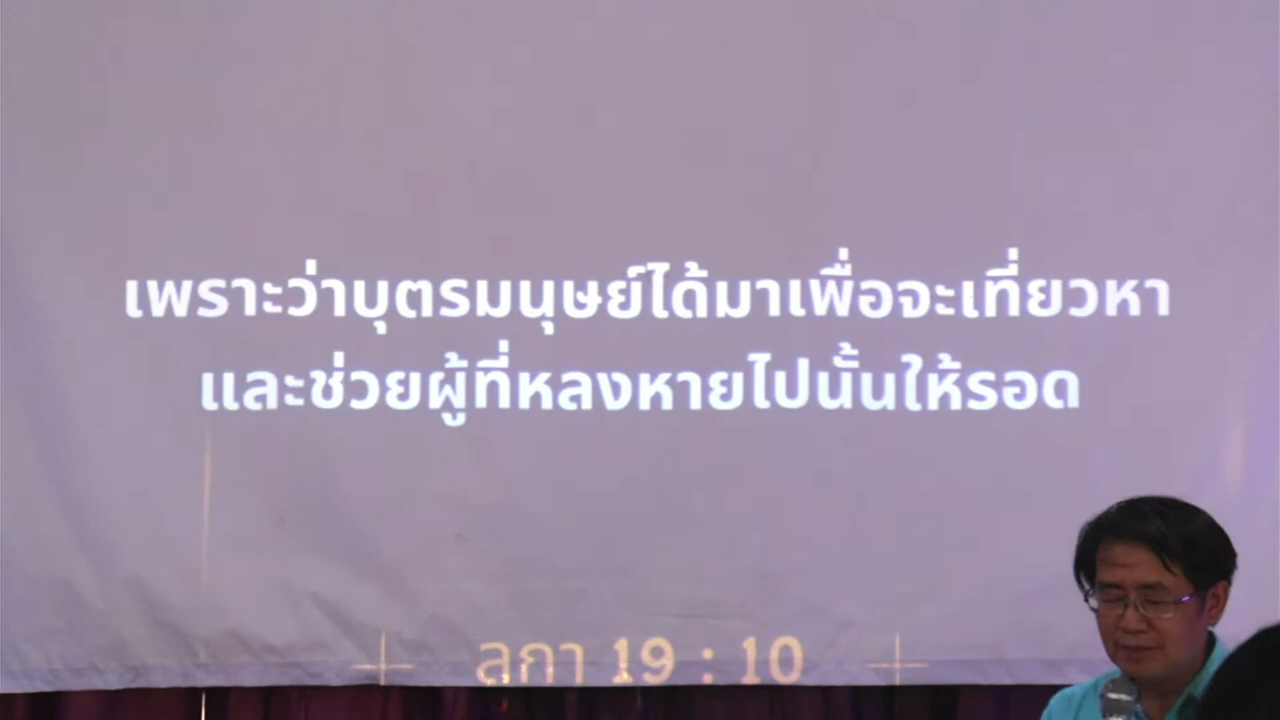 เพราะว่าบุตรมนุษย์ได้มาเพื่อจะเที่ยวหา
และช่วยผู้ที่หลงหายไปนั้นให้รอด
ลูกา 19 : 10